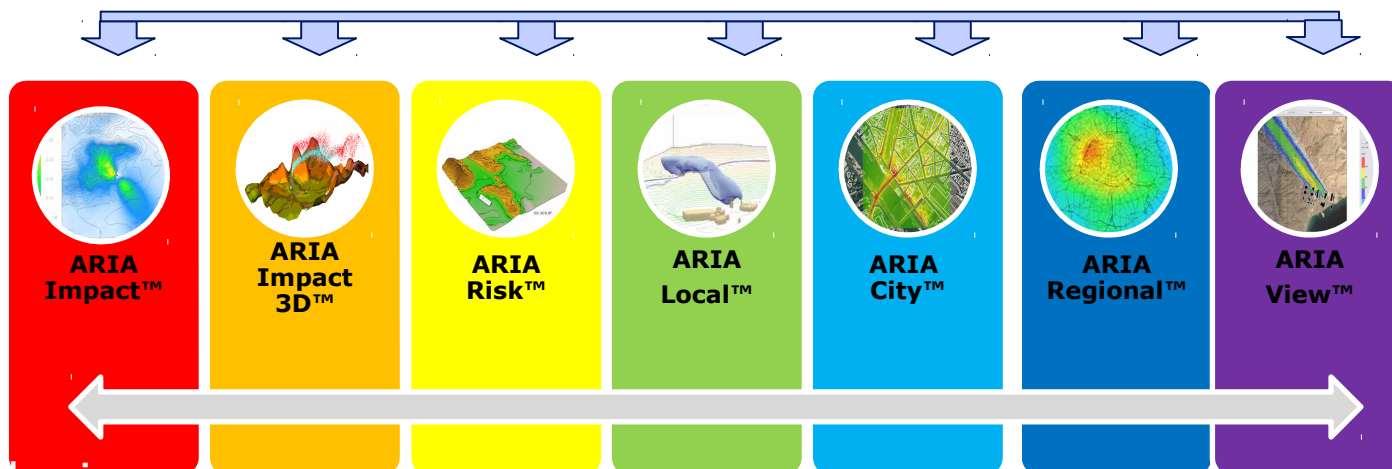 ARIA
Impact™
ARIA
Impact
3D™
ARIA
Risk™
ARIA
Local™
ARIA
City™
ARIA
Regional™
ARIA
View™